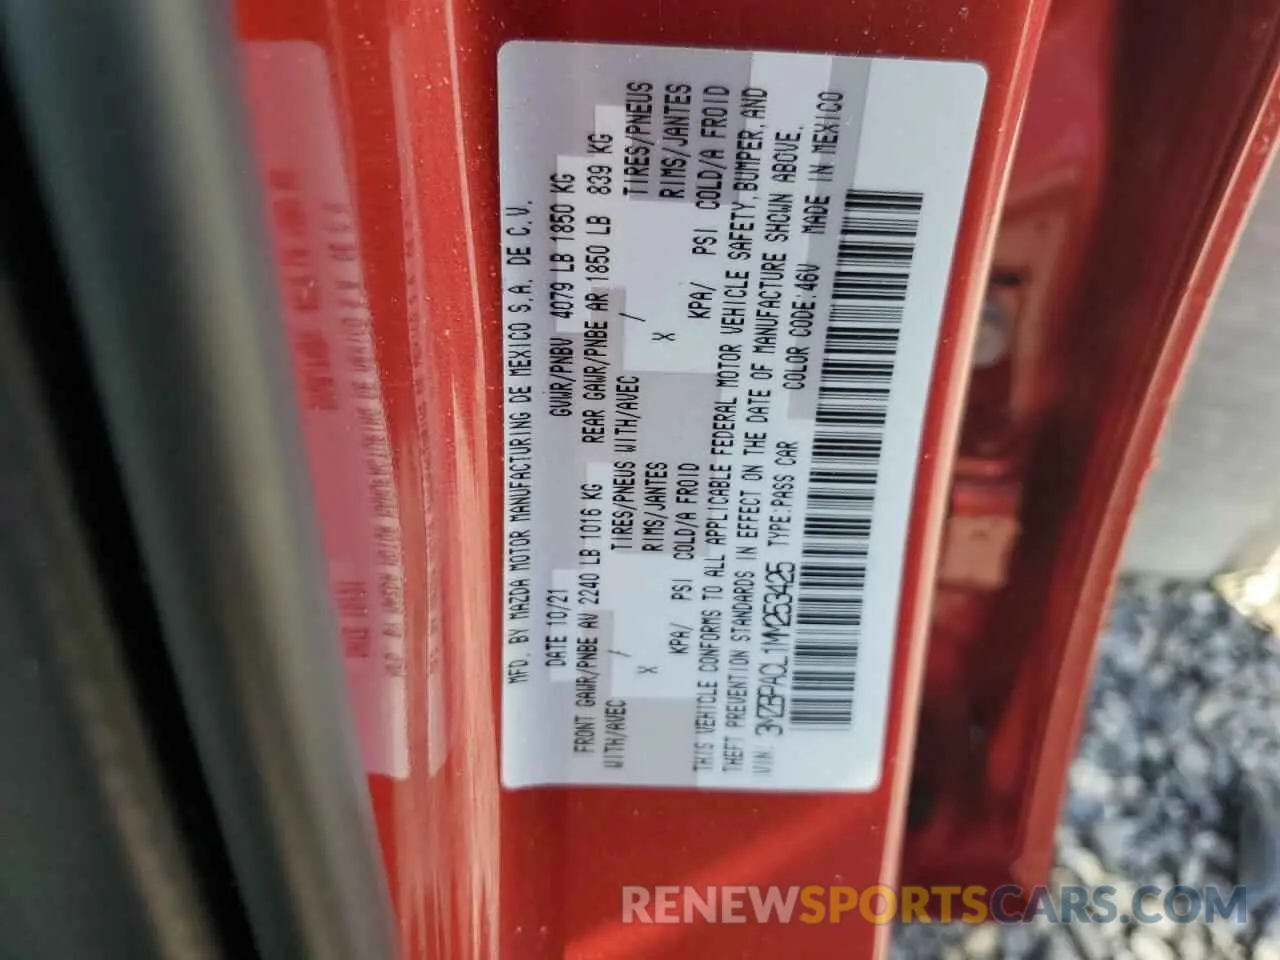 MFD. BY MAZDA MOTOR MANUFACTURING DE MEXICO S.A. DE C.V.
DATE 10/21 GVWR/PNBV 4079 LB 1850 KG
FRONT GAWR/PNBE AV 2240 LB 1016 KG REAR GAWR/PNBE AR 1850 LB 839 KG
WITH/AVEC / TIRES/PNEUS WITH/AVEC / TIRES/PNEUS
X RIMS/JANTES X RIMS/JANTES
KPA/ PSI COLD/A FROID KPA/ PSI COLD/A FROID
THIS VEHICLE CONFORMS TO ALL APPLICABLE FEDERAL MOTOR VEHICLE SAFETY, BUMPER, AND
THEFT PREVENTION STANDARDS IN EFFECT ON THE DATE OF MANUFACTURE SHOWN ABOVE.
VIN: 3MZBPACL1MM253425 TYPE:PASS CAR COLOR CODE:46V MADE IN MEXICO
RENEWSPORTSCARS.COM